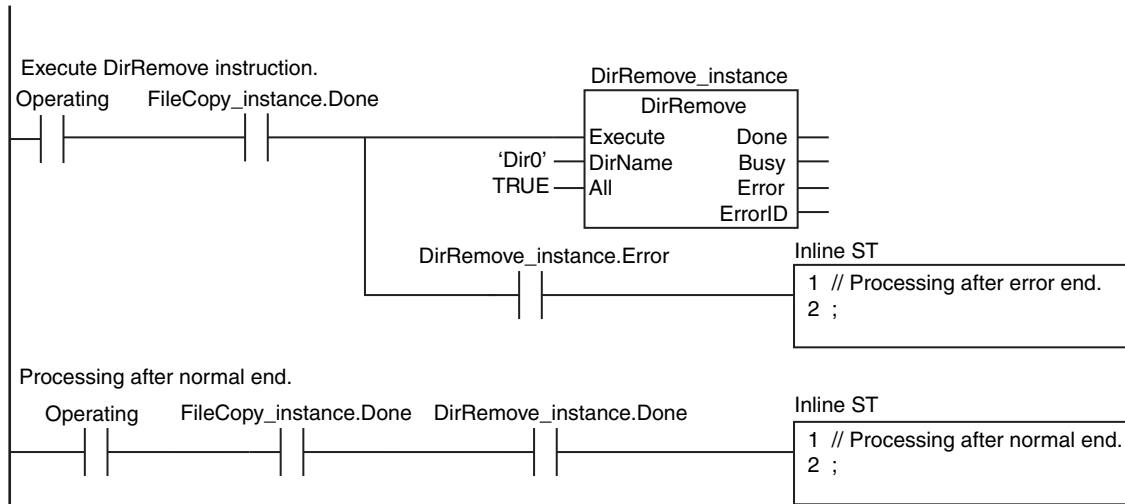 Execute DirRemove instruction.
Operating FileCopy_instance.Done
DirRemove_instance
DirRemove
Execute Done
‘Dir0’ DirName Busy
TRUE All Error
ErrorID
DirRemove_instance.Error
Inline ST
1 // Processing after error end.
2 ;
Processing after normal end.
Operating FileCopy_instance.Done DirRemove_instance.Done
Inline ST
1 // Processing after normal end.
2 ;